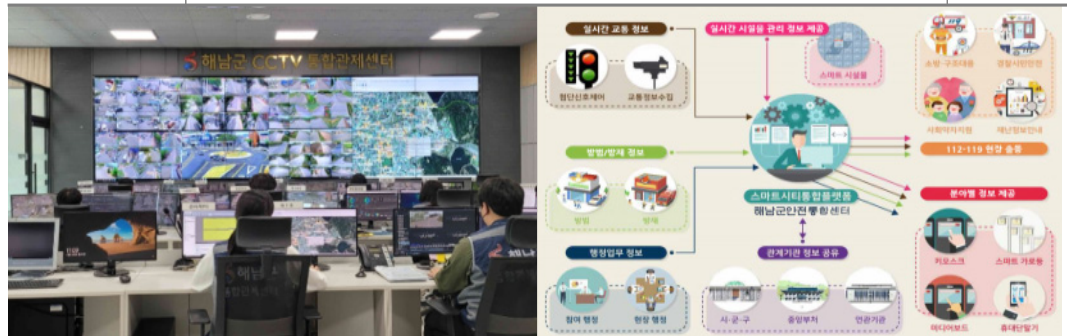 해남군 CCTV 통합관제센터
해남군
실시간 교통 정보
첨단신호제어
교통정보수집
실시간 시설물 관리 정보 제공
스마트 시설물
소방·구조대응
경찰시민안전
사회약자지원
재난정보안내
112·119 현장 출동
방범/방재 정보
방범
방재
스마트시티통합플랫폼
해남군안전통합센터
행정업무 정보
참여 행정
현장 행정
관계기관 정보 공유
시·군·구
중앙부처
연관기관
분야별 정보 제공
키오스크
스마트 가로등
미디어보드
휴대단말기